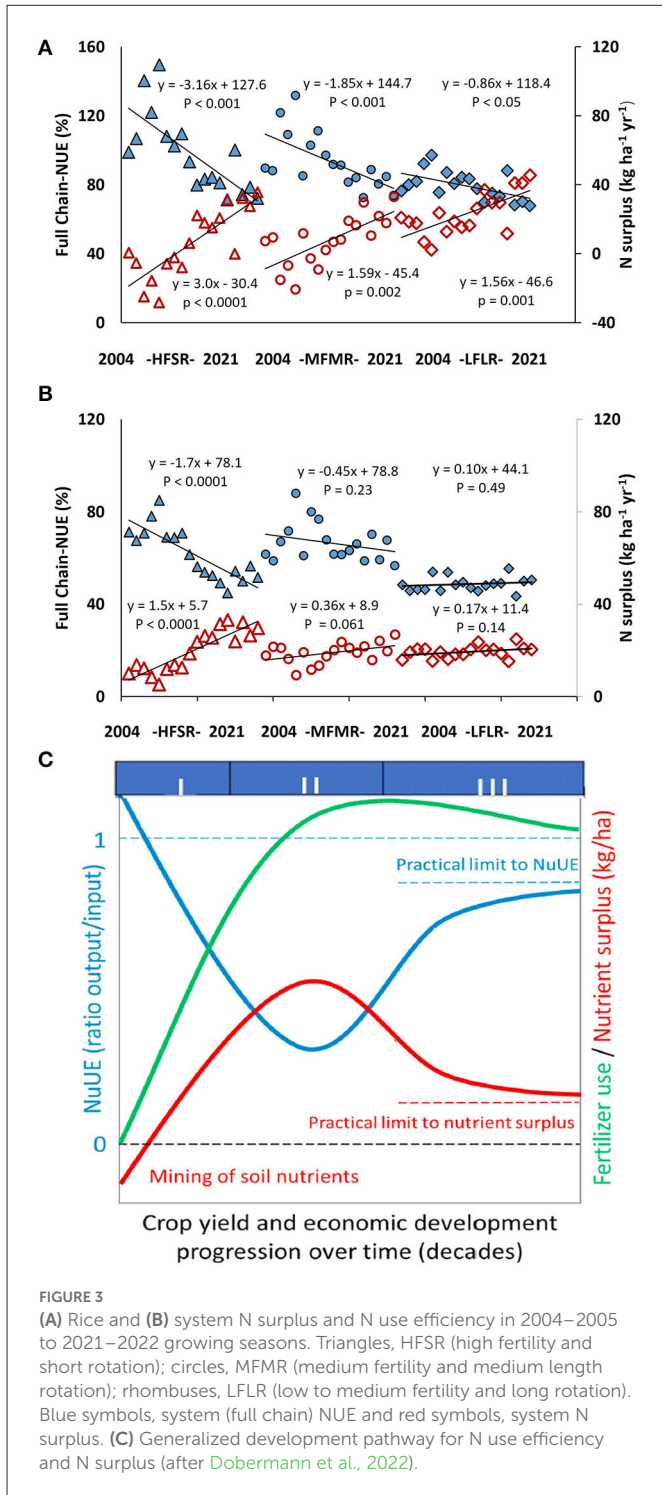 A
160
120
80
40
0
Full Chain-NUE (%)
120
80
40
0
-40
N surplus (kg ha⁻¹ yr⁻¹)
y = -3.16x + 127.6
P < 0.001
y = -1.85x + 144.7
P < 0.001
y = -0.86x + 118.4
P < 0.05
y = 3.0x - 30.4
p < 0.0001
y = 1.59x - 45.4
p = 0.002
y = 1.56x - 46.6
p = 0.001
2004 -HFSR- 2021 2004 -MFMR- 2021 2004 -LFLR- 2021
B
120
80
40
0
Full Chain-NUE (%)
120
80
40
0
N surplus (kg ha⁻¹ yr⁻¹)
y = -1.7x + 78.1
P < 0.0001
y = -0.45x + 78.8
P = 0.23
y = 0.10x + 44.1
P = 0.49
y = 1.5x + 5.7
P < 0.0001
y = 0.36x + 8.9
P = 0.061
y = 0.17x + 11.4
P = 0.14
2004 -HFSR- 2021 2004 -MFMR- 2021 2004 -LFLR- 2021
C
I II III
1
0
NuUE (ratio output/input)
Practical limit to NuUE
Practical limit to nutrient surplus
Mining of soil nutrients
Fertilizer use / Nutrient surplus (kg/ha)
Crop yield and economic development
progression over time (decades)
FIGURE 3
(A) Rice and (B) system N surplus and N use efficiency in 2004–2005
to 2021–2022 growing seasons. Triangles, HFSR (high fertility and
short rotation); circles, MFMR (medium fertility and medium length
rotation); rhombuses, LFLR (low to medium fertility and long rotation).
Blue symbols, system (full chain) NUE and red symbols, system N
surplus. (C) Generalized development pathway for N use efficiency
and N surplus (after Dobermann et al., 2022).